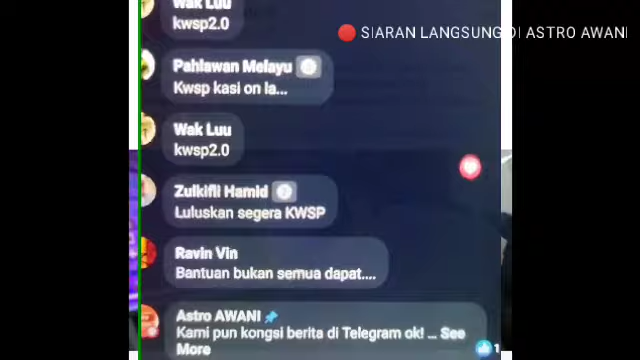 Wak Luu
kwsp2.0
SIARAN LANGSUNG DI ASTRO AWANI
Pahlawan Melayu
Kwsp kasi on la...
Wak Luu
kwsp2.0
Zulkifli Hamid
Luluskan segera KWSP
Ravin Vin
Bantuan bukan semua dapat....
Astro AWANI
Kami pun kongsi berita di Telegram ok! ... See
More
1